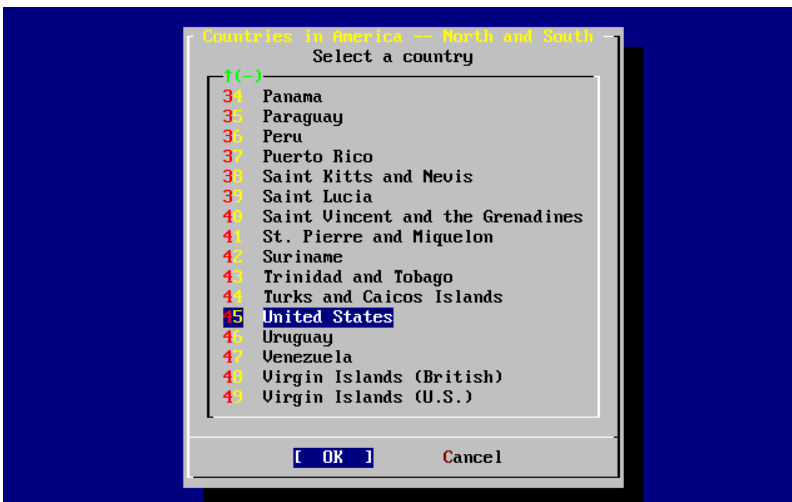 Countries in America -- North and South
Select a country
↑(-)
34 Panama
35 Paraguay
36 Peru
37 Puerto Rico
38 Saint Kitts and Nevis
39 Saint Lucia
40 Saint Vincent and the Grenadines
41 St. Pierre and Miquelon
42 Suriname
43 Trinidad and Tobago
44 Turks and Caicos Islands
45 United States
46 Uruguay
47 Venezuela
48 Virgin Islands (British)
49 Virgin Islands (U.S.)
[ OK ] Cancel